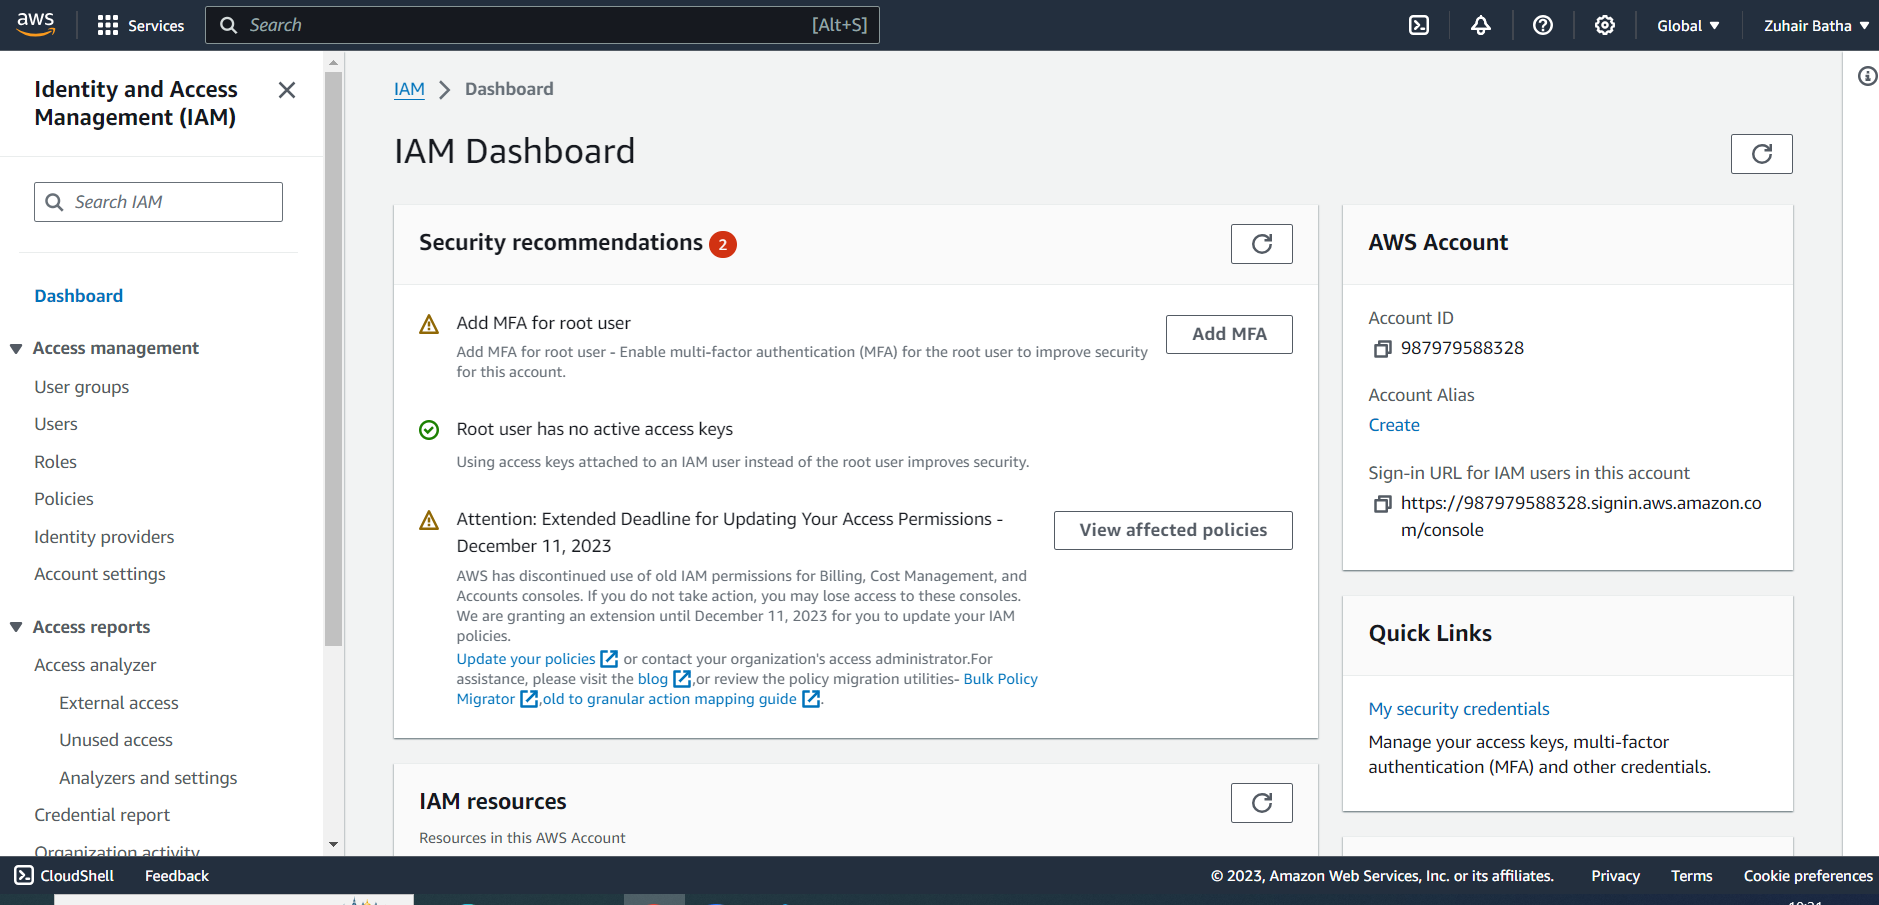 aws
Services
Search
[Alt+S]
Global
Zuhair Batha
Identity and Access
Management (IAM)
Search IAM
Dashboard
Access management
User groups
Users
Roles
Policies
Identity providers
Account settings
Access reports
Access analyzer
External access
Unused access
Analyzers and settings
Credential report
Organization activity
IAM
Dashboard
IAM Dashboard
Security recommendations 2
Add MFA for root user
Add MFA for root user - Enable multi-factor authentication (MFA) for the root user to improve security
for this account.
Add MFA
Root user has no active access keys
Using access keys attached to an IAM user instead of the root user improves security.
Attention: Extended Deadline for Updating Your Access Permissions -
December 11, 2023
View affected policies
AWS has discontinued use of old IAM permissions for Billing, Cost Management, and
Accounts consoles. If you do not take action, you may lose access to these consoles.
We are granting an extension until December 11, 2023 for you to update your IAM
policies.
Update your policies or contact your organization's access administrator.For
assistance, please visit the blog ,or review the policy migration utilities- Bulk Policy
Migrator ,old to granular action mapping guide .
IAM resources
Resources in this AWS Account
AWS Account
Account ID
987979588328
Account Alias
Create
Sign-in URL for IAM users in this account
https://987979588328.signin.aws.amazon.co
m/console
Quick Links
My security credentials
Manage your access keys, multi-factor
authentication (MFA) and other credentials.
CloudShell
Feedback
© 2023, Amazon Web Services, Inc. or its affiliates.
Privacy
Terms
Cookie preferences